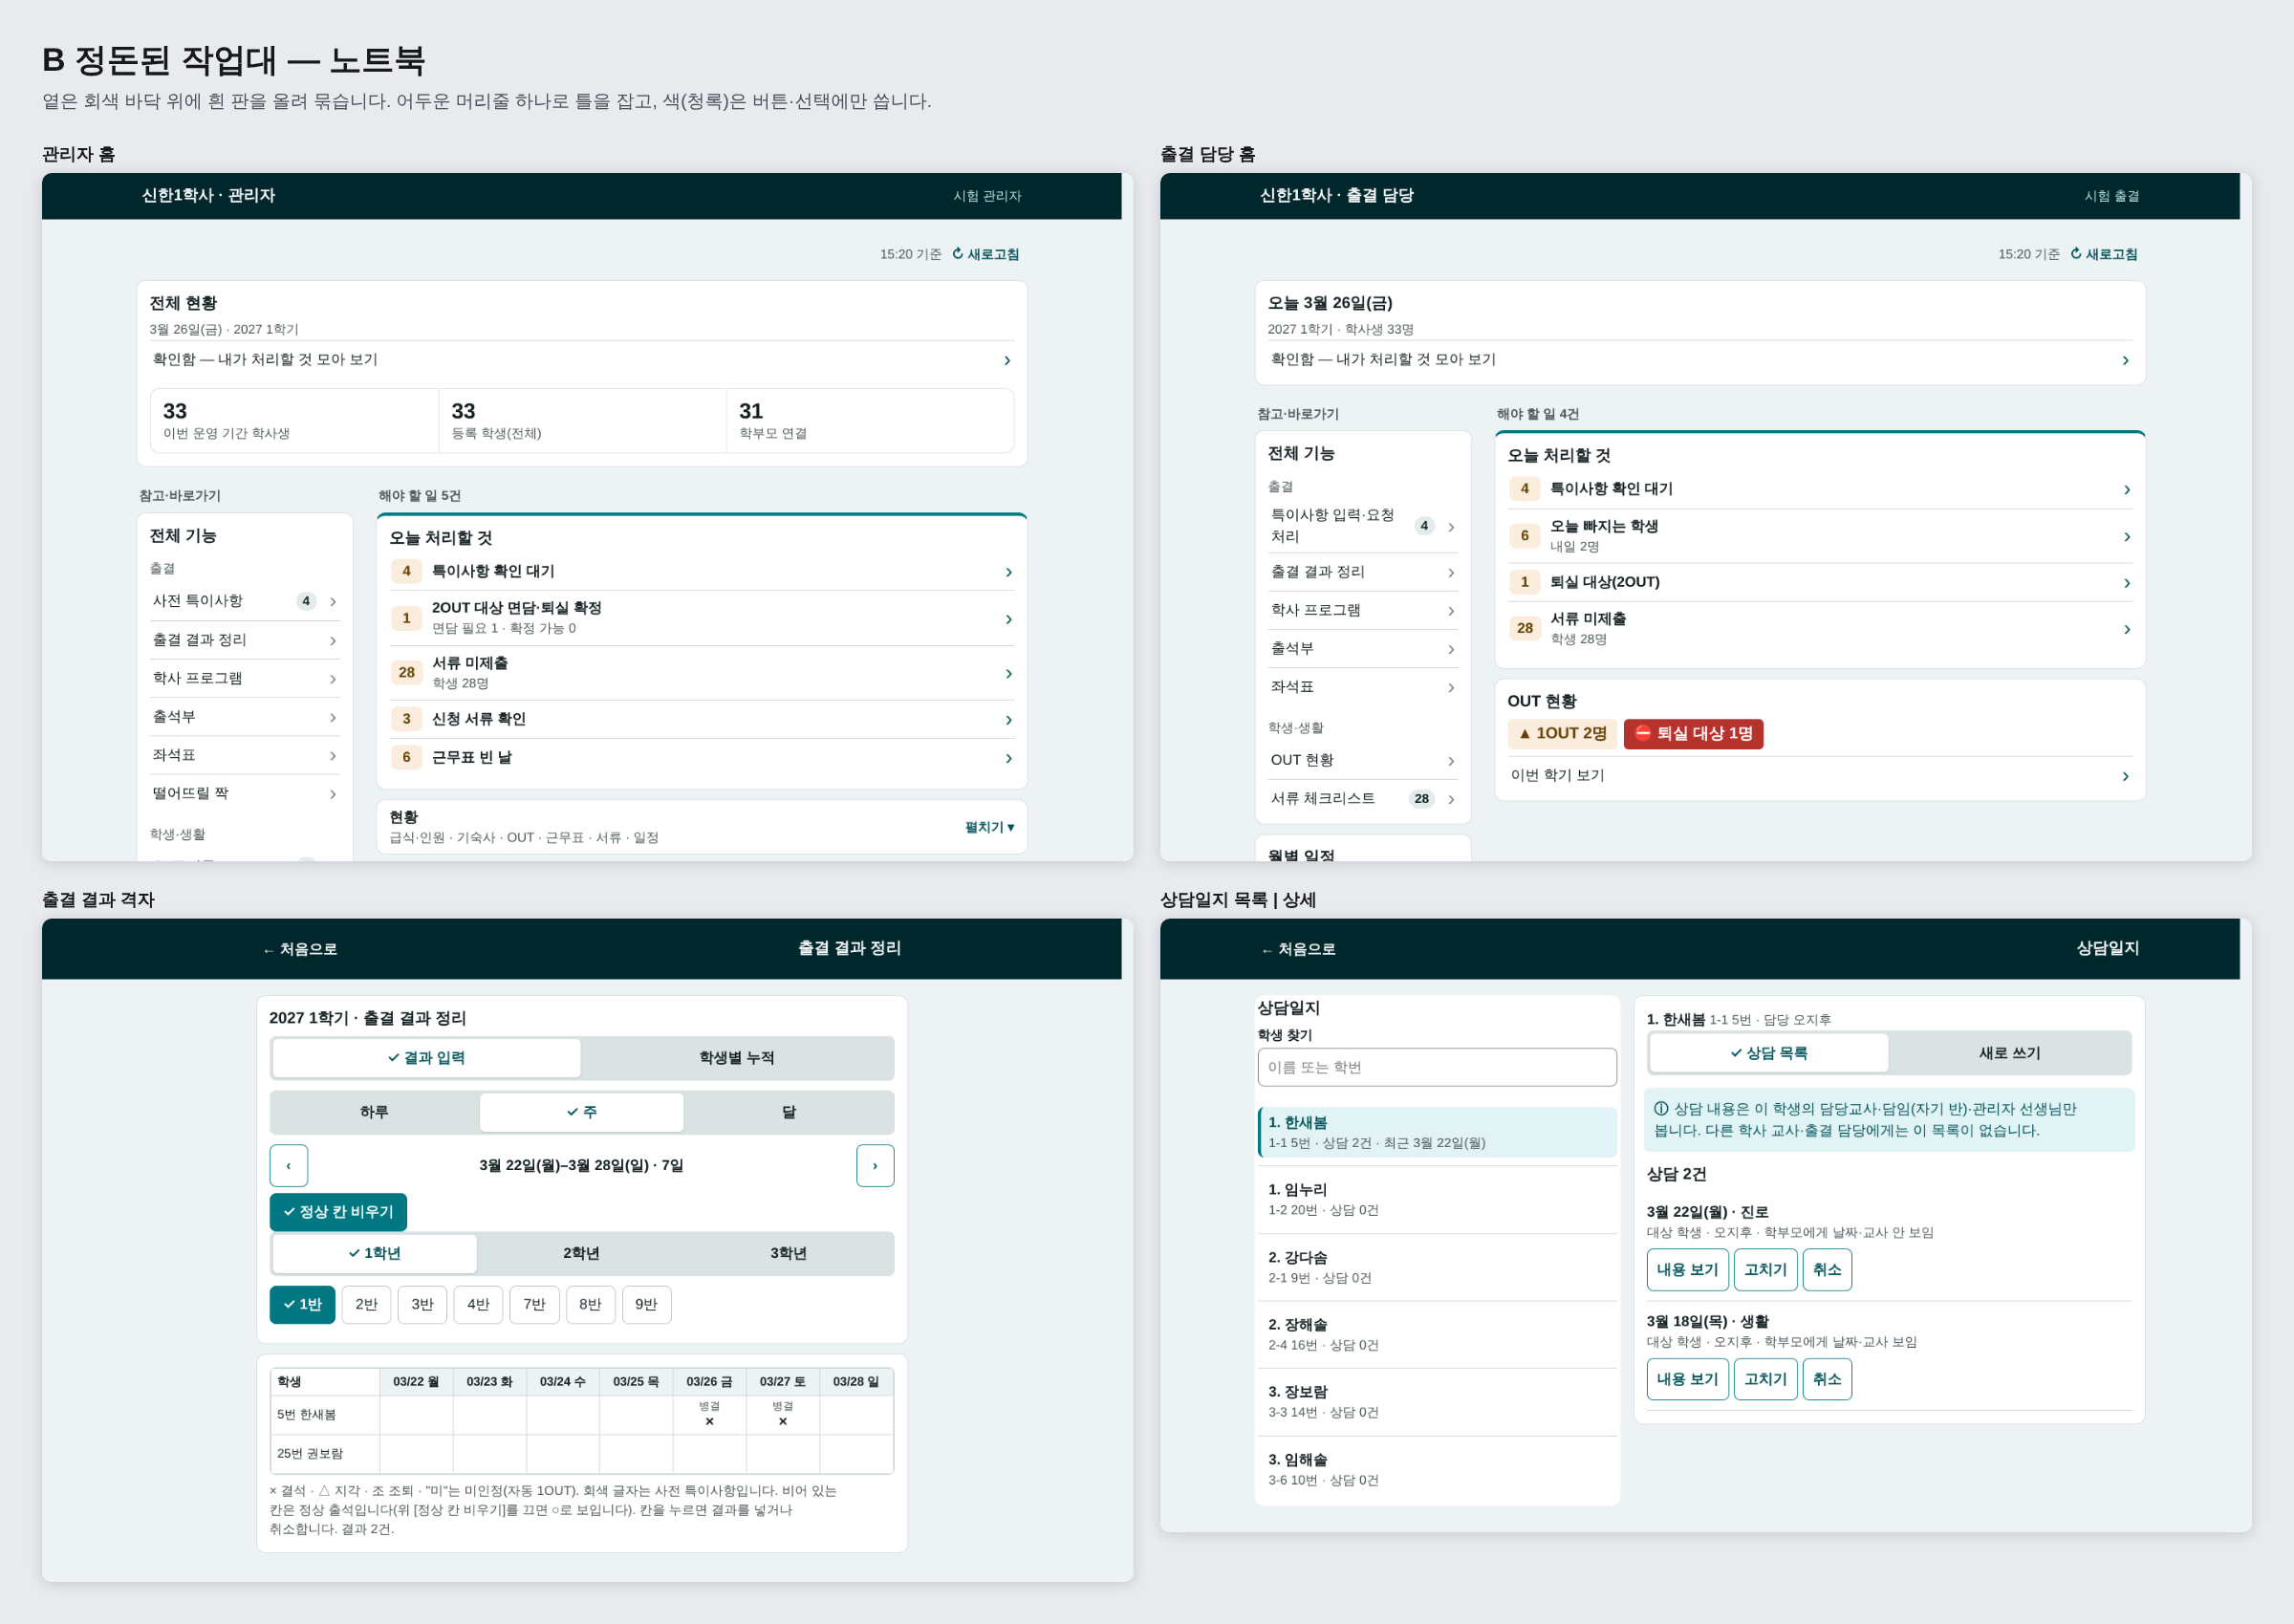 B 정돈된 작업대 — 노트북
옅은 회색 바닥 위에 흰 판을 올려 묶습니다. 어두운 머리줄 하나로 틀을 잡고, 색(청록)은 버튼·선택에만 씁니다.
관리자 홈
신한1학사 · 관리자
시험 관리자
15:20 기준 ↻ 새로고침
전체 현황
3월 26일(금) · 2027 1학기
확인함 — 내가 처리할 것 모아 보기 ›
33
이번 운영 기간 학사생
33
등록 학생(전체)
31
학부모 연결
참고·바로가기
전체 기능
출결
사전 특이사항 4 ›
출결 결과 정리 ›
학사 프로그램 ›
출석부 ›
좌석표 ›
떨어뜨릴 짝 ›
학생·생활
해야 할 일 5건
오늘 처리할 것
4 특이사항 확인 대기 ›
1 2OUT 대상 면담·퇴실 확정 ›
면담 필요 1 · 확정 가능 0
28 서류 미제출 ›
학생 28명
3 신청 서류 확인 ›
6 근무표 빈 날 ›
현황
급식·인원 · 기숙사 · OUT · 근무표 · 서류 · 일정
펼치기 ▾
출결 담당 홈
신한1학사 · 출결 담당
시험 출결
15:20 기준 ↻ 새로고침
오늘 3월 26일(금)
2027 1학기 · 학사생 33명
확인함 — 내가 처리할 것 모아 보기 ›
참고·바로가기
전체 기능
출결
특이사항 입력·요청
처리 4 ›
출결 결과 정리 ›
학사 프로그램 ›
출석부 ›
좌석표 ›
학생·생활
OUT 현황 ›
서류 체크리스트 28 ›
월별 일정
해야 할 일 4건
오늘 처리할 것
4 특이사항 확인 대기 ›
6 오늘 빠지는 학생 ›
내일 2명
1 퇴실 대상(2OUT) ›
28 서류 미제출 ›
학생 28명
OUT 현황
▲ 1OUT 2명 ⛔ 퇴실 대상 1명
이번 학기 보기 ›
출결 결과 격자
← 처음으로
출결 결과 정리
2027 1학기 · 출결 결과 정리
✓ 결과 입력 학생별 누적
하루 ✓ 주 달
‹ 3월 22일(월)–3월 28일(일) · 7일 ›
✓ 정상 칸 비우기
✓ 1학년 2학년 3학년
✓ 1반 2반 3반 4반 7반 8반 9반
학생 03/22 월 03/23 화 03/24 수 03/25 목 03/26 금 03/27 토 03/28 일
5번 한새봄 병결 × 병결 ×
25번 권보람
× 결석 · △ 지각 · 조 조퇴 · "미"는 미인정(자동 1OUT). 회색 글자는 사전 특이사항입니다. 비어 있는
칸은 정상 출석입니다(위 [정상 칸 비우기]를 끄면 ○로 보입니다). 칸을 누르면 결과를 넣거나
취소합니다. 결과 2건.
상담일지 목록 | 상세
← 처음으로
상담일지
상담일지
학생 찾기
이름 또는 학번
1. 한새봄
1-1 5번 · 상담 2건 · 최근 3월 22일(월)
1. 임누리
1-2 20번 · 상담 0건
2. 강다솜
2-1 9번 · 상담 0건
2. 장해솔
2-4 16번 · 상담 0건
3. 장보람
3-3 14번 · 상담 0건
3. 임해솔
3-6 10번 · 상담 0건
1. 한새봄 1-1 5번 · 담당 오지후
✓ 상담 목록 새로 쓰기
ⓘ 상담 내용은 이 학생의 담당교사·담임(자기 반)·관리자 선생님만
봅니다. 다른 학사 교사·출결 담당에게는 이 목록이 없습니다.
상담 2건
3월 22일(월) · 진로
대상 학생 · 오지후 · 학부모에게 날짜·교사 안 보임
내용 보기 고치기 취소
3월 18일(목) · 생활
대상 학생 · 오지후 · 학부모에게 날짜·교사 보임
내용 보기 고치기 취소